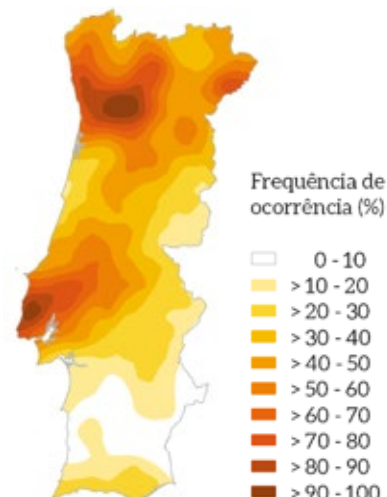 Frequência de
ocorrência (%)
0 - 10
> 10 - 20
> 20 - 30
> 30 - 40
> 40 - 50
> 50 - 60
> 60 - 70
> 70 - 80
> 80 - 90
> 90 - 100